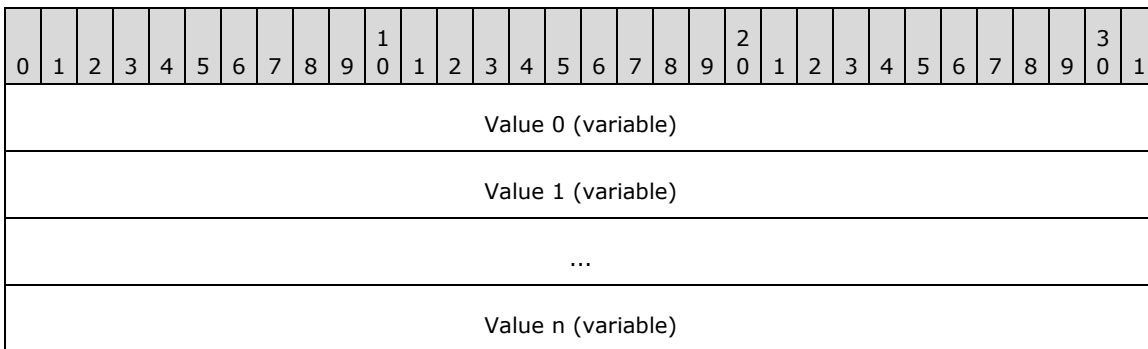 1 2 3
0 1 2 3 4 5 6 7 8 9 0 1 2 3 4 5 6 7 8 9 0 1 2 3 4 5 6 7 8 9 0 1
Value 0 (variable)
Value 1 (variable)
...
Value n (variable)